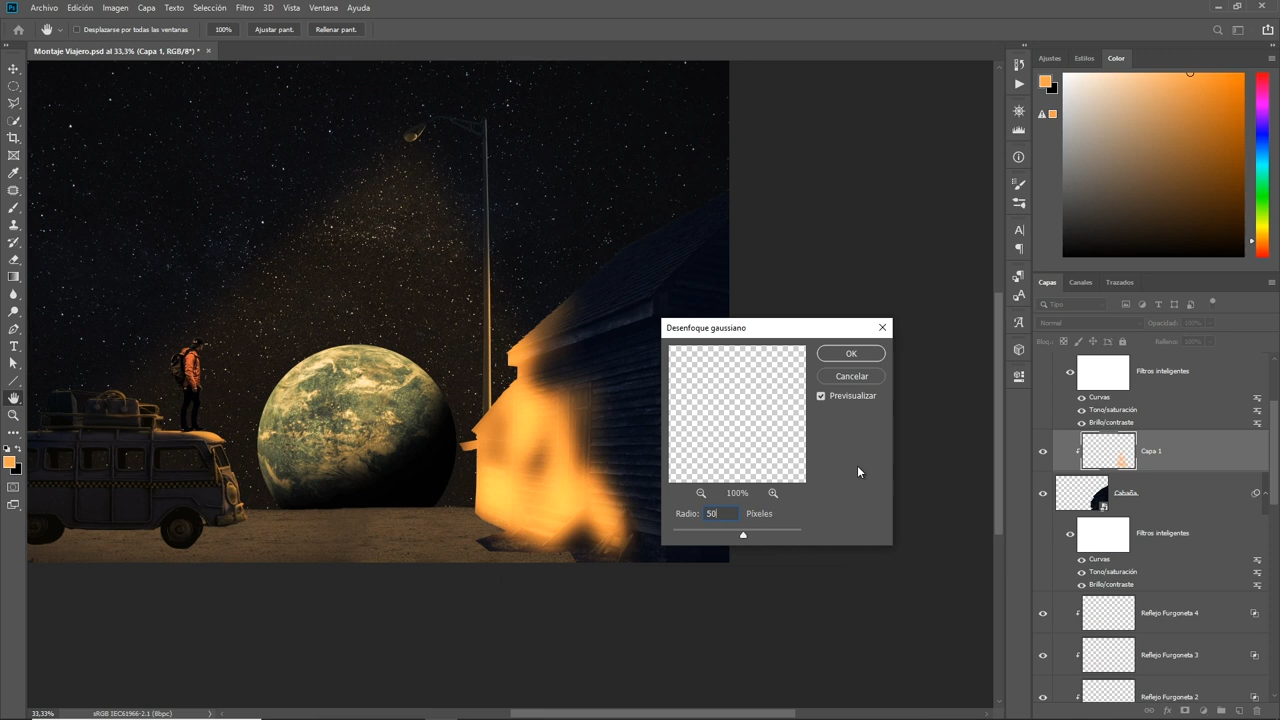 Ps Archivo Edición Imagen Capa Texto Selección Filtro 3D Vista Ventana Ayuda
Desplazarse por todas las ventanas 100% Ajustar pant. Rellenar pant.
Montaje Viajero.psd al 33,3% (Capa 1, RGB/8*) * ×
Ajustes Estilos Color
Desenfoque gaussiano
OK
Cancelar
Previsualizar
100%
Radio: 50 Píxeles
Capas Canales Trazados
Tipo
Normal Opacidad: 100%
Bloq.: Relleno: 100%
Filtros inteligentes
Curvas
Tono/saturación
Brillo/contraste
Capa 1
Cabaña.
Filtros inteligentes
Curvas
Tono/saturación
Brillo/contraste
Reflejo Furgoneta 4
Reflejo Furgoneta 3
Reflejo Furgoneta 2
33,33% sRGB IEC61966-2.1 (8bpc)